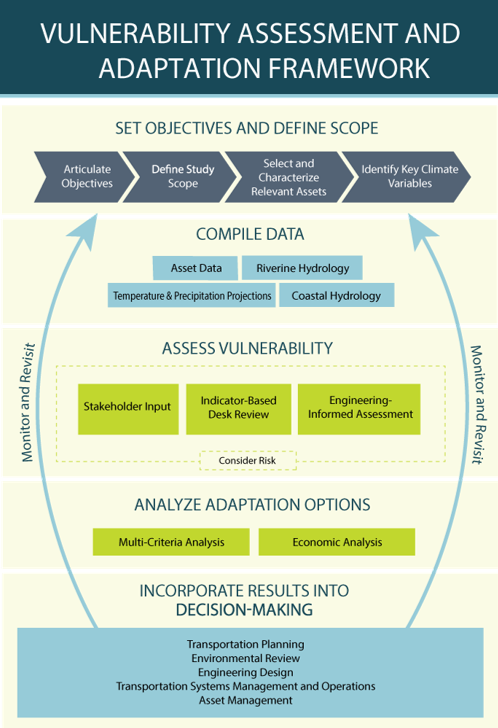 VULNERABILITY ASSESSMENT AND
ADAPTATION FRAMEWORK
SET OBJECTIVES AND DEFINE SCOPE
Articulate
Objectives
Define Study
Scope
Select and
Characterize
Relevant Assets
Identify Key Climate
Variables
COMPILE DATA
Asset Data
Riverine Hydrology
Temperature & Precipitation Projections
Coastal Hydrology
Monitor and Revisit
Monitor and Revisit
ASSESS VULNERABILITY
Stakeholder Input
Indicator-Based
Desk Review
Engineering-
Informed Assessment
Consider Risk
ANALYZE ADAPTATION OPTIONS
Multi-Criteria Analysis
Economic Analysis
INCORPORATE RESULTS INTO
DECISION-MAKING
Transportation Planning
Environmental Review
Engineering Design
Transportation Systems Management and Operations
Asset Management